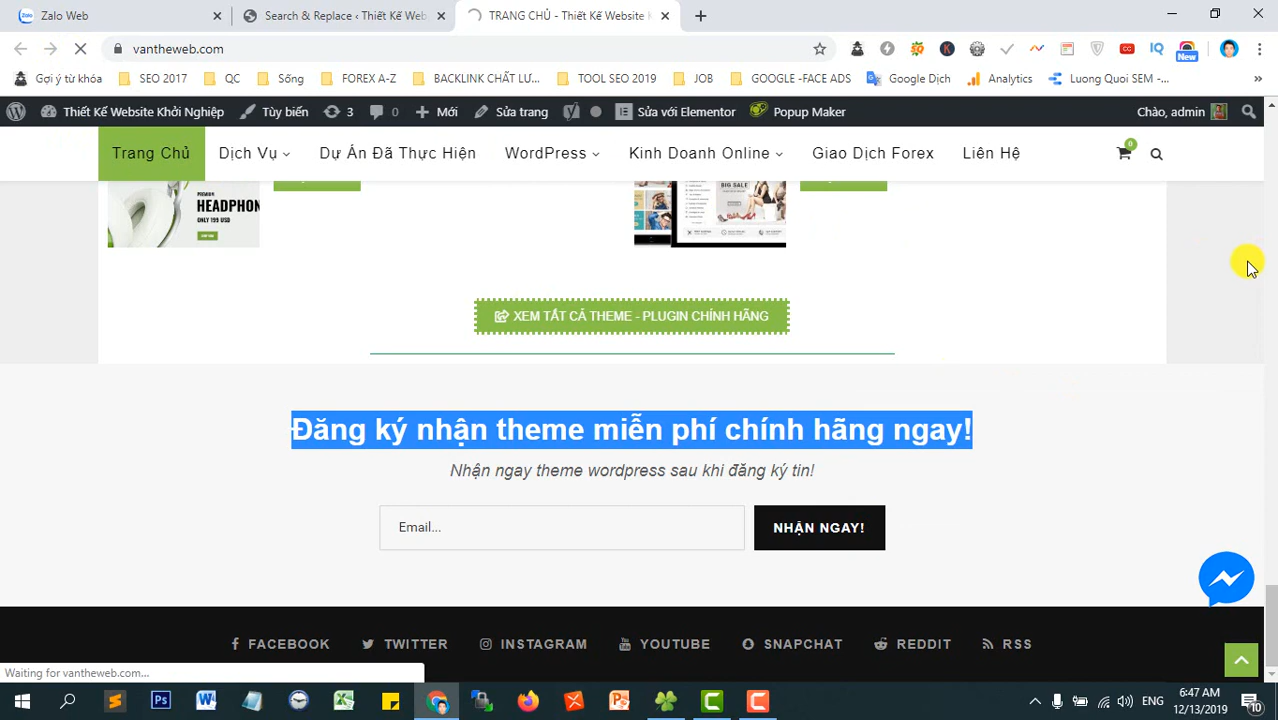 Zalo Web
Search & Replace ‹ Thiết Kế Web
TRANG CHỦ - Thiết Kế Website
vantheweb.com
New
Gợi ý từ khóa
SEO 2017
QC
Sống
FOREX A-Z
BACKLINK CHẤT LƯ...
TOOL SEO 2019
JOB
GOOGLE -FACE ADS
Google Dịch
Analytics
Luong Quoi SEM -...
Thiết Kế Website Khởi Nghiệp
Tùy biến
3
0
Mới
Sửa trang
Sửa với Elementor
Popup Maker
Chào, admin
Trang Chủ
Dịch Vụ
Dự Án Đã Thực Hiện
WordPress
Kinh Doanh Online
Giao Dịch Forex
Liên Hệ
0
PREMIUM
HEADPHON
ONLY 199 USD
BIG SALE
XEM TẤT CẢ THEME - PLUGIN CHÍNH HÃNG
Đăng ký nhận theme miễn phí chính hãng ngay!
Nhận ngay theme wordpress sau khi đăng ký tin!
Email...
NHẬN NGAY!
FACEBOOK
TWITTER
INSTAGRAM
YOUTUBE
SNAPCHAT
REDDIT
RSS
Waiting for vantheweb.com...
ENG
6:47 AM
12/13/2019
10